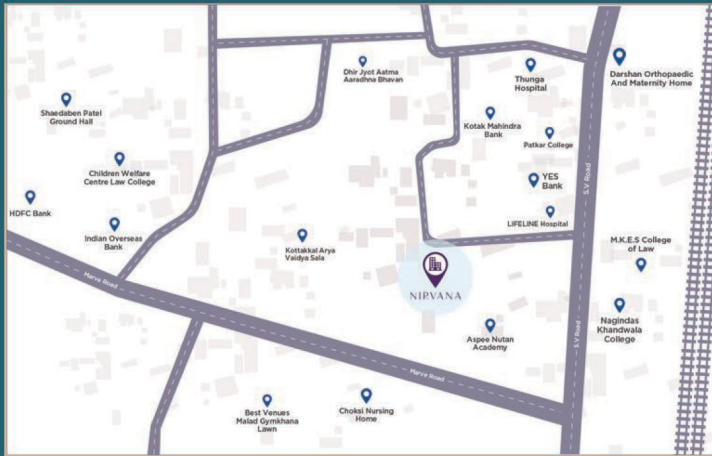 Dhir Jyot Aatma
Aaradhna Bhavan
Thunga
Hospital
Darshan Orthopaedic
And Maternity Home
Shaedaben Patel
Ground Hall
Kotak Mahindra
Bank
Patkar College
S.V Road
Children Welfare
Centre Law College
YES
Bank
HDFC Bank
LIFELINE Hospital
Indian Overseas
Bank
Kottakkal Arya
Vaidya Sala
M.K.E.S College
of Law
Marve Road
NIRVANA
Nagindas
Khandwala
College
Aspee Nutan
Academy
S.V Road
Marve Road
Best Venues
Malad Gymkhana
Lawn
Choksi Nursing
Home